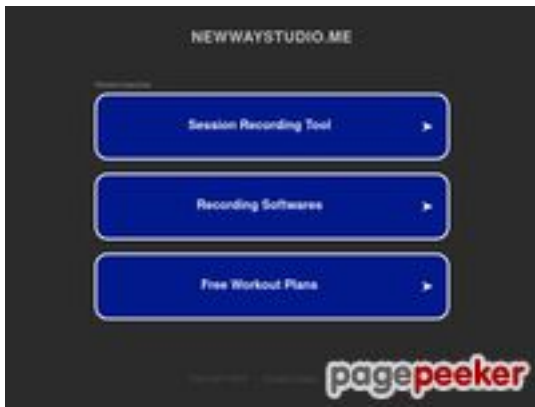 NEWWAYSTUDIO.ME
Session Recording Tool
Recording Softwares
Free Workout Plans
pagepeeker